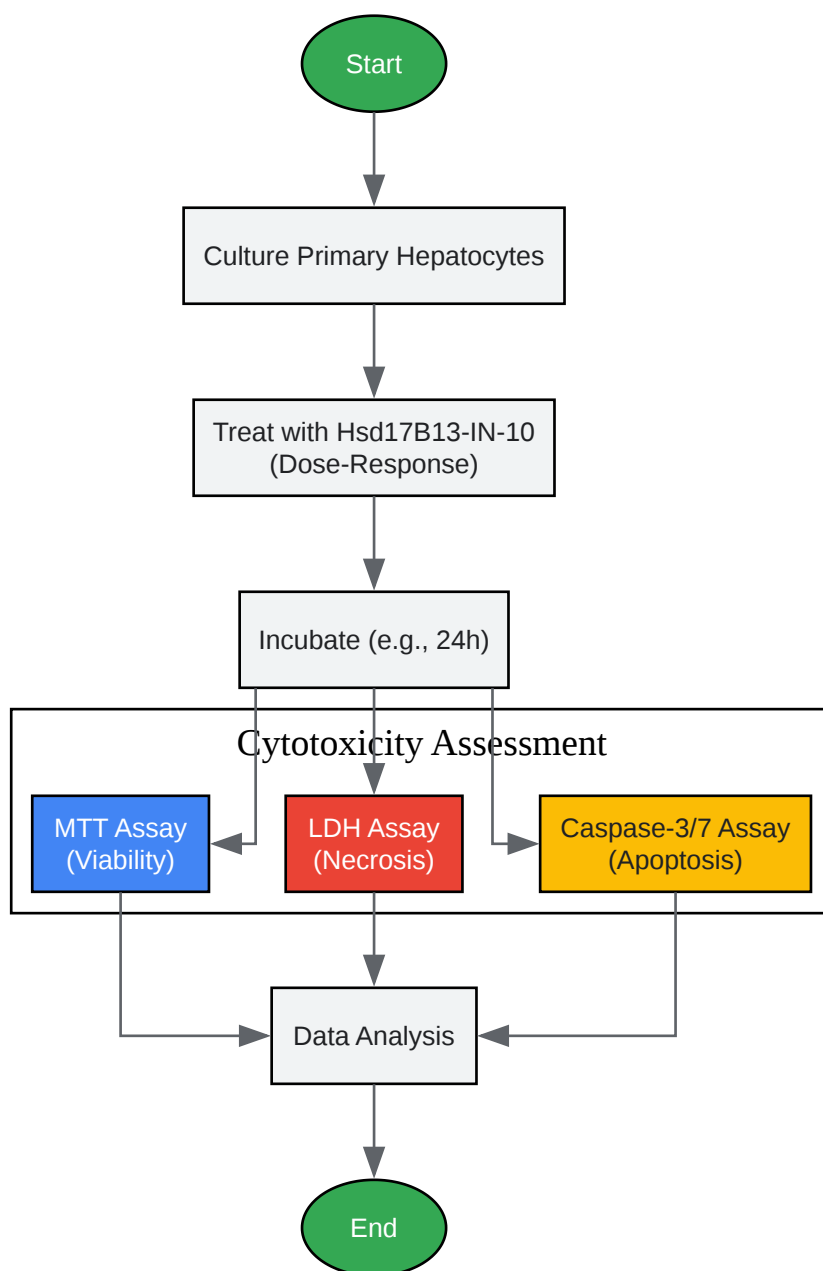 Start
Culture Primary Hepatocytes
Treat with Hsd17B13-IN-10
(Dose-Response)
Incubate (e.g., 24h)
Cytotoxicity Assessment
MTT Assay
(Viability)
LDH Assay
(Necrosis)
Caspase-3/7 Assay
(Apoptosis)
Data Analysis
End